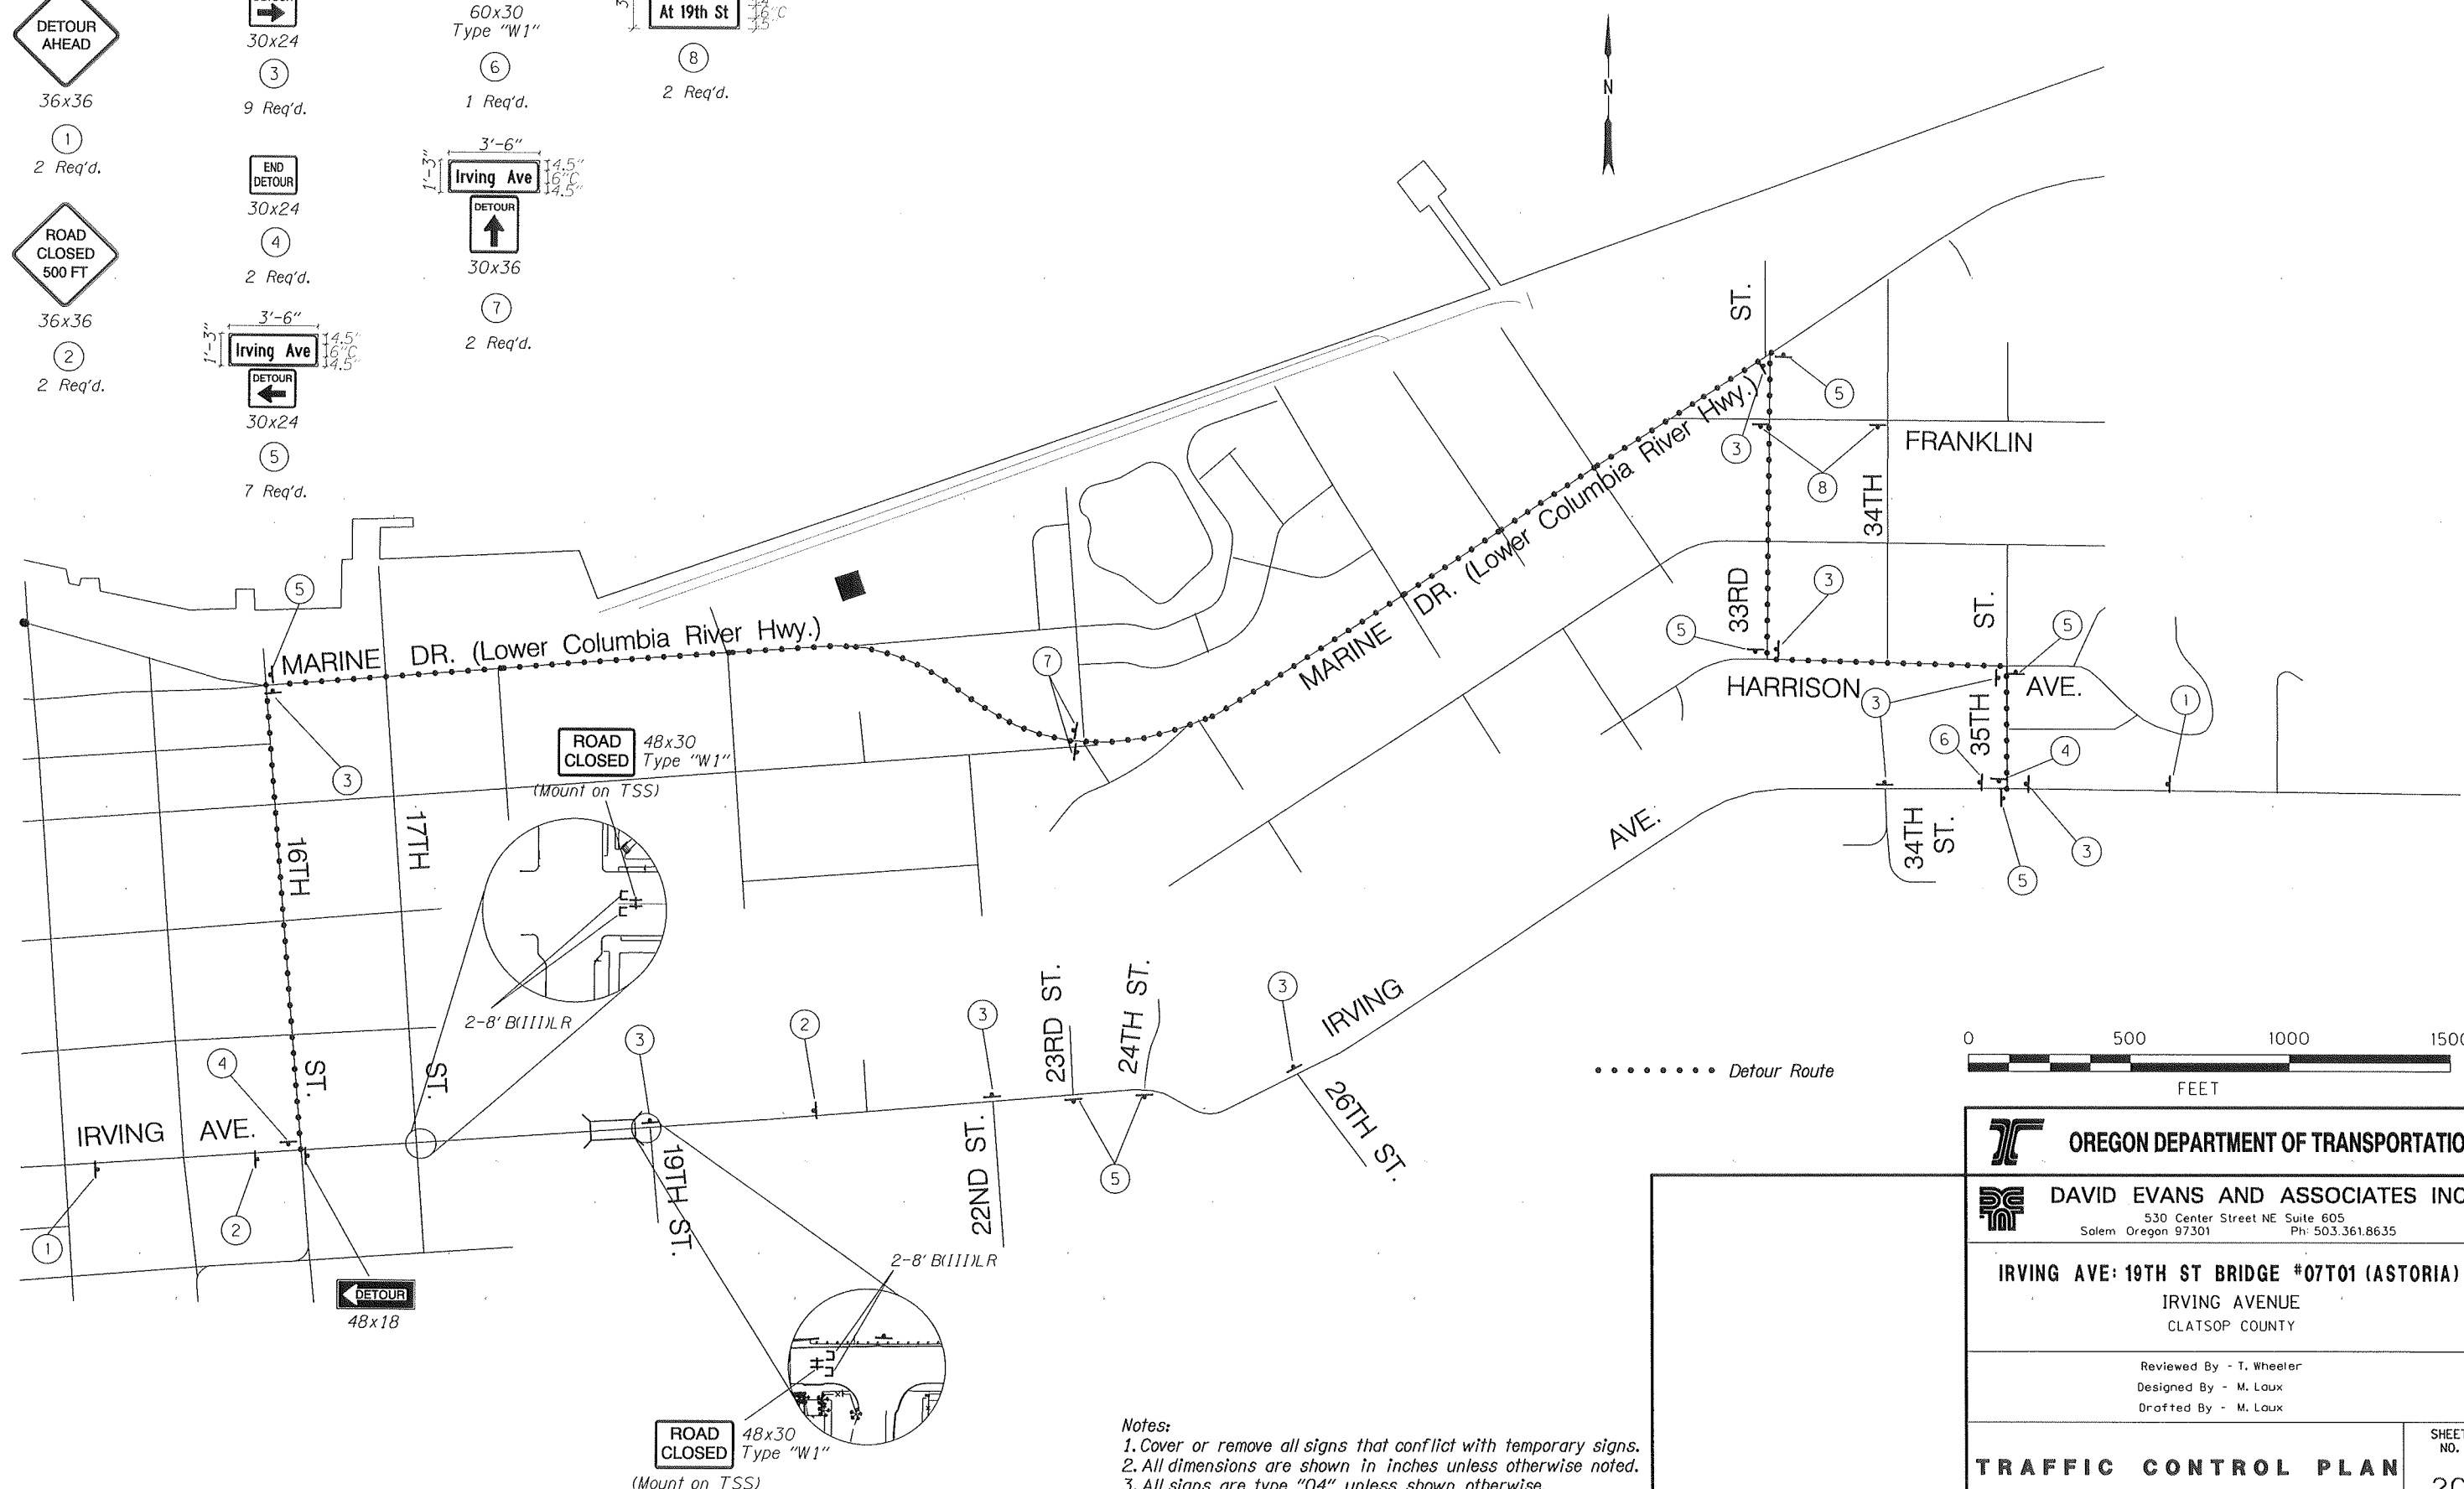 DETOUR
AHEAD
36x36
1
2 Req'd.
ROAD
CLOSED
500 FT
36x36
2
2 Req'd.
30x24
3
9 Req'd.
END
DETOUR
30x24
4
2 Req'd.
3'-6"
1'-3"
Irving Ave
4.5"
6"C
4.5"
DETOUR
30x24
5
7 Req'd.
60x30
Type "W1"
6
1 Req'd.
3'-6"
1'-3"
Irving Ave
4.5"
6"C
4.5"
DETOUR
30x36
7
2 Req'd.
At 19th St
6"C
8
2 Req'd.
N
ST.
5
3
FRANKLIN
8
34TH
33RD
3
5
ST.
5
HARRISON AVE.
3
1
35TH
6
4
34TH
ST.
3
5
5
MARINE DR. (Lower Columbia River Hwy.)
MARINE DR. (Lower Columbia River Hwy.)
7
3
16TH
ST.
17TH
ST.
ROAD
CLOSED
48x30
Type "W1"
(Mount on TSS)
2-8' B(III)LR
4
IRVING AVE.
1
2
DETOUR
48x18
3
2
3
19TH ST.
22ND ST.
23RD ST.
24TH ST.
5
3
26TH ST.
IRVING
AVE.
2-8' B(III)LR
ROAD
CLOSED
48x30
Type "W1"
(Mount on TSS)
Detour Route
0 500 1000
FEET
Notes:
1. Cover or remove all signs that conflict with temporary signs.
2. All dimensions are shown in inches unless otherwise noted.
3. All signs are type "O4" unless shown otherwise.
OREGON DEPARTMENT OF TRANSPORTATIO
DAVID EVANS AND ASSOCIATES INC
530 Center Street NE Suite 605
Salem Oregon 97301 Ph: 503.361.8635
IRVING AVE: 19TH ST BRIDGE #07T01 (ASTORIA)
IRVING AVENUE
CLATSOP COUNTY
Reviewed By - T. Wheeler
Designed By - M. Laux
Drafted By - M. Laux
TRAFFIC CONTROL PLAN
SHEET
NO.